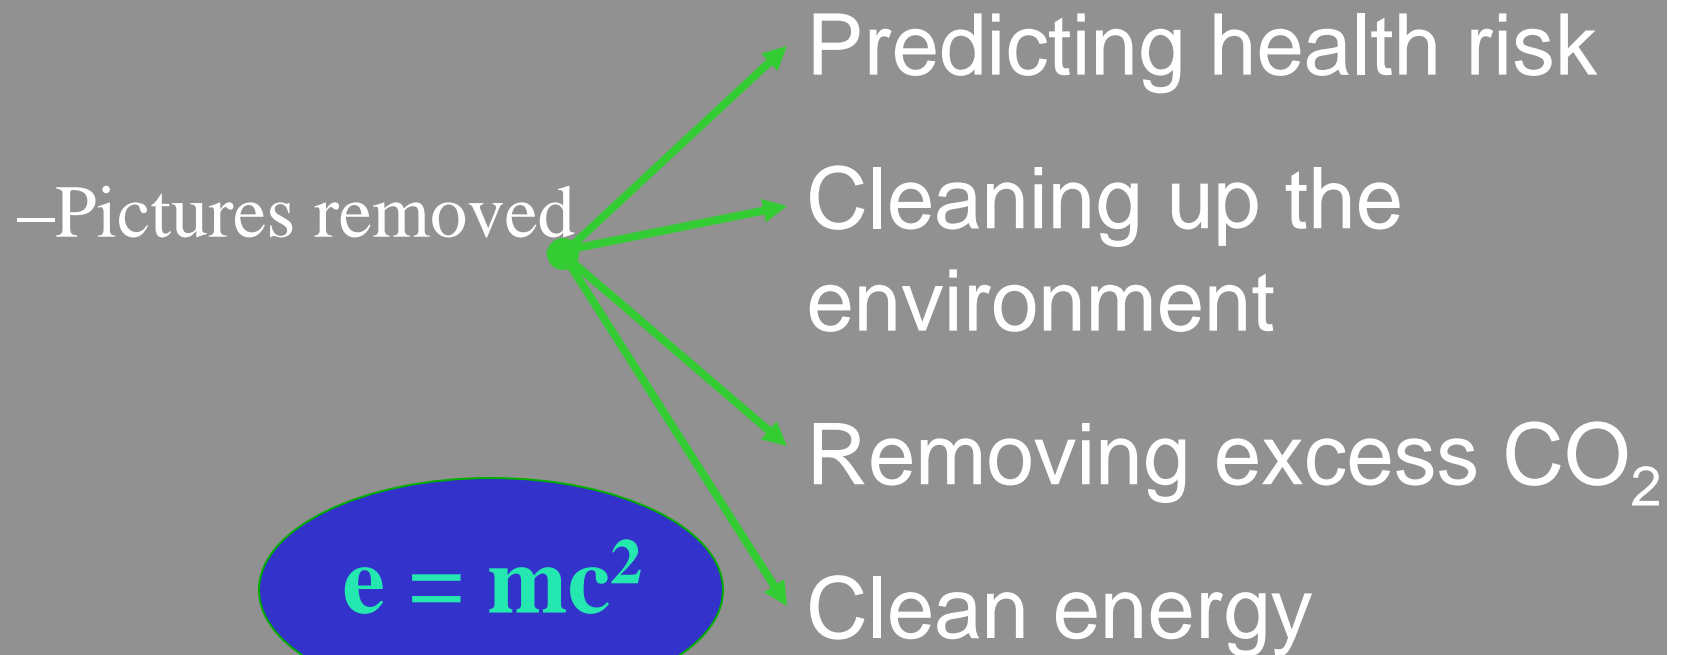 Predicting health risk
–Pictures removed
Cleaning up the
environment
Removing excess CO₂
e = mc²
Clean energy